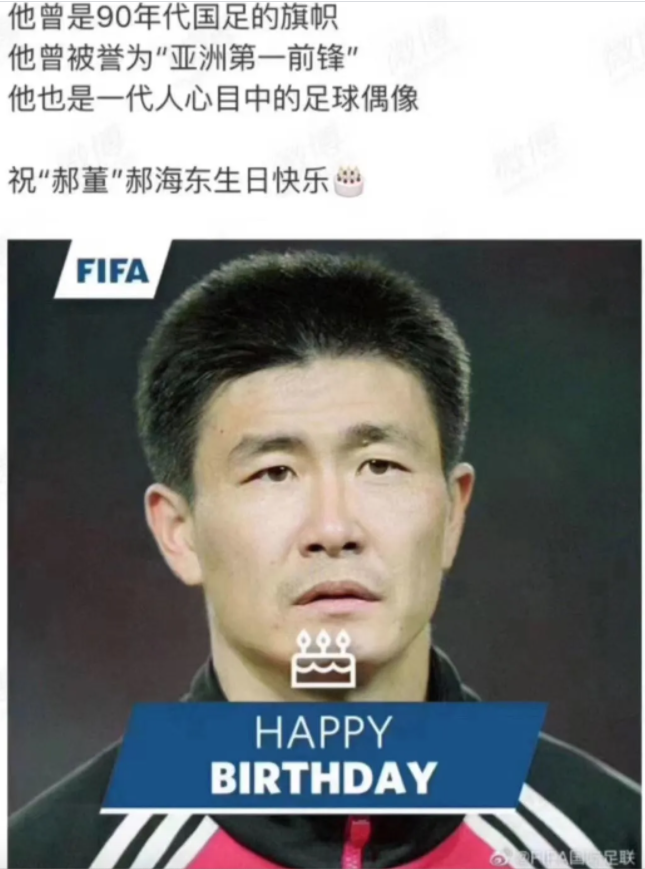 他曾是90年代国足的旗帜
他曾被誉为“亚洲第一前锋”
他也是一代人心目中的足球偶像
祝“郝董”郝海东生日快乐🎂
FIFA
HAPPY
BIRTHDAY
@FIFA国际足联